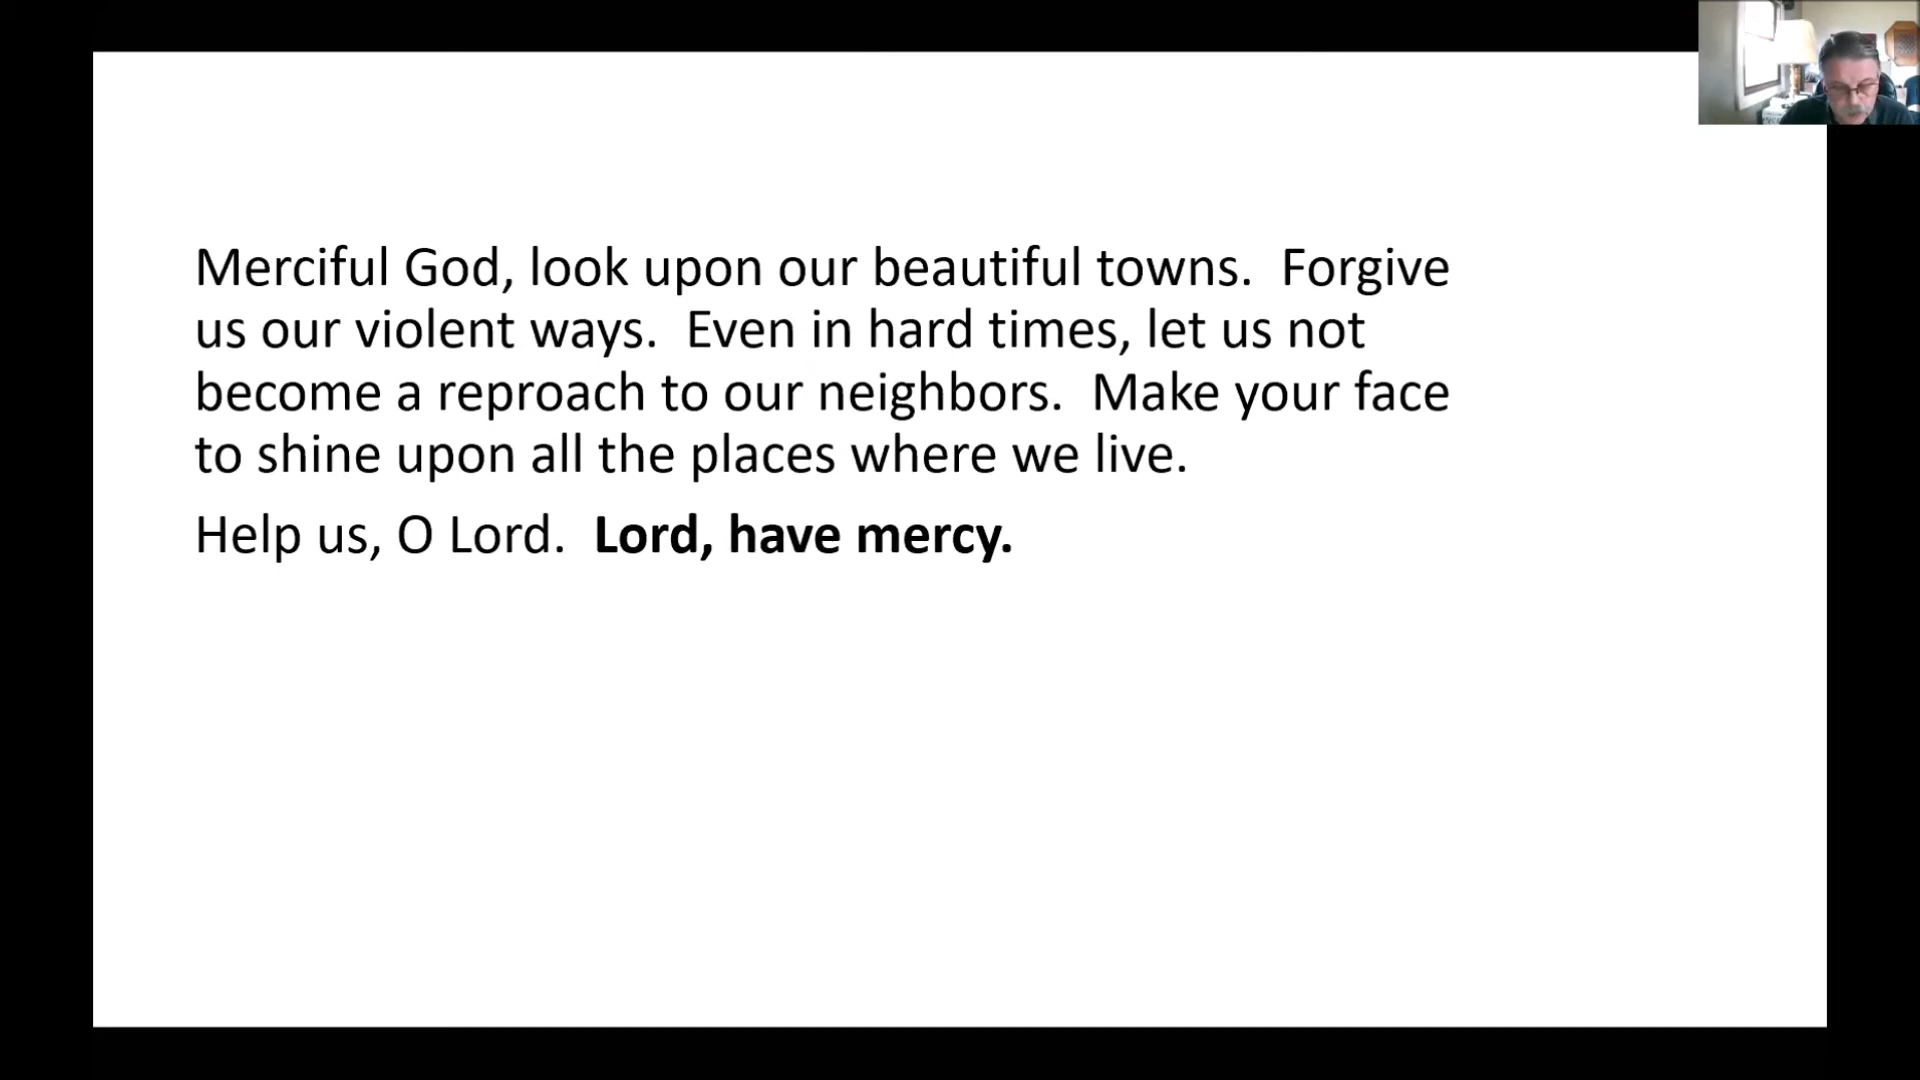 Merciful God, look upon our beautiful towns.  Forgive
us our violent ways.  Even in hard times, let us not
become a reproach to our neighbors.  Make your face
to shine upon all the places where we live.
Help us, O Lord.  Lord, have mercy.